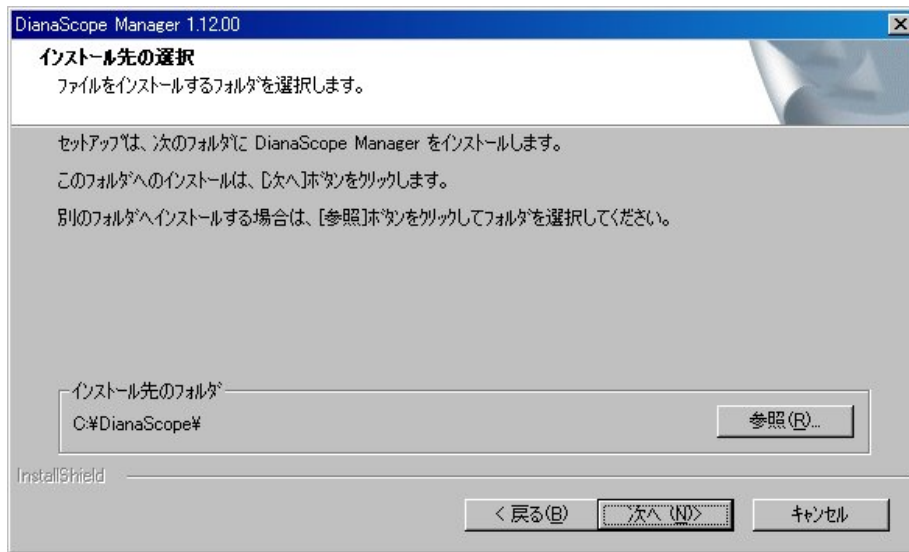 DianaScope Manager 1.12.00
インストール先の選択
ファイルをインストールするフォルダを選択します。
セットアップは、次のフォルダに DianaScope Manager をインストールします。
このフォルダへのインストールは、[次へ]ボタンをクリックします。
別のフォルダへインストールする場合は、[参照]ボタンをクリックしてフォルダを選択してください。
インストール先のフォルダ
C:¥DianaScope¥
参照(R)...
InstallShield
< 戻る(B)
次へ (N)>
キャンセル